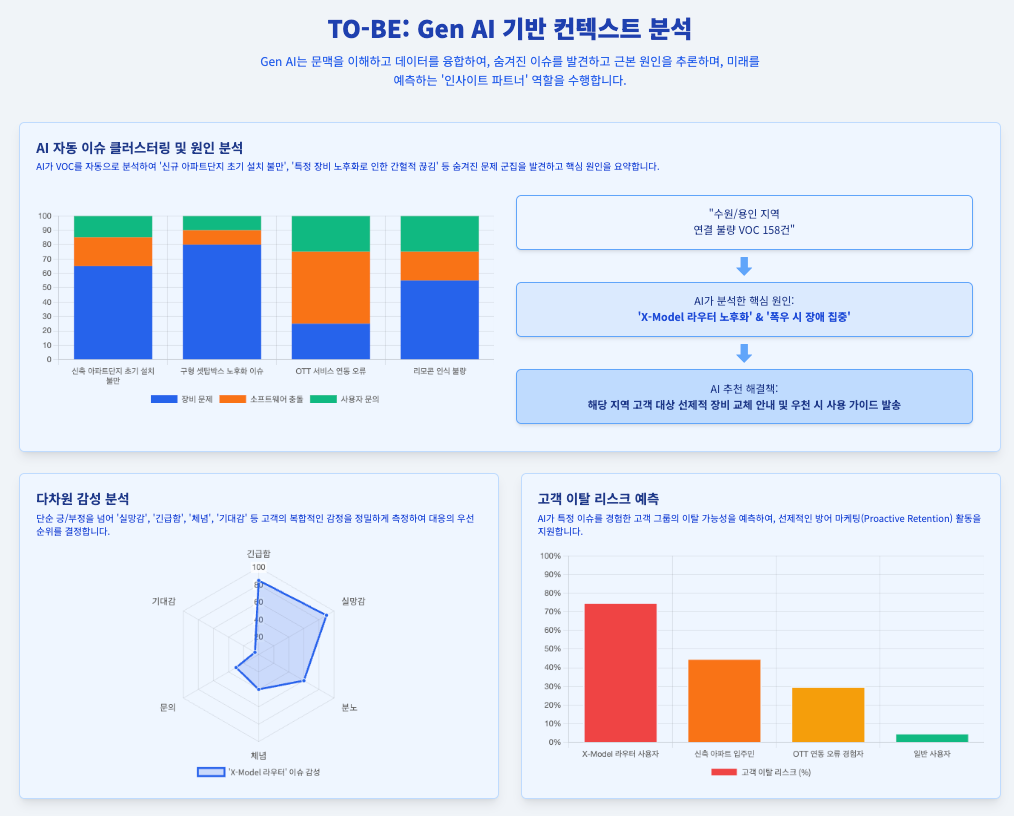 TO-BE: Gen AI 기반 컨텍스트 분석
Gen AI는 문맥을 이해하고 데이터를 융합하여, 숨겨진 이슈를 발견하고 근본 원인을 추론하며, 미래를
예측하는 '인사이트 파트너' 역할을 수행합니다.
AI 자동 이슈 클러스터링 및 원인 분석
AI가 VOC를 자동으로 분석하여 '신규 아파트단지 초기 설치 불만', '특정 장비 노후화로 인한 간헐적 끊김' 등 숨겨진 문제 군집을 발견하고 핵심 원인을 요약합니다.
100
90
80
70
60
50
40
30
20
10
0
신축 아파트단지 초기 설치
불만
구형 셋탑박스 노후화 이슈
OTT 서비스 연동 오류
리모콘 인식 불량
장비 문제
소프트웨어 충돌
사용자 문의
"수원/용인 지역
연결 불량 VOC 158건"
AI가 분석한 핵심 원인:
'X-Model 라우터 노후화' & '폭우 시 장애 집중'
AI 추천 해결책:
해당 지역 고객 대상 선제적 장비 교체 안내 및 우천 시 사용 가이드 발송
다차원 감성 분석
단순 긍/부정을 넘어 '실망감', '긴급함', '체념', '기대감' 등 고객의 복합적인 감정을 정밀하게 측정하여 대응의 우선
순위를 결정합니다.
긴급함
100
80
60
40
20
기대감
실망감
문의
분노
체념
'X-Model 라우터' 이슈 감성
고객 이탈 리스크 예측
AI가 특정 이슈를 경험한 고객 그룹의 이탈 가능성을 예측하여, 선제적인 방어 마케팅(Proactive Retention) 활동을
지원합니다.
100%
90%
80%
70%
60%
50%
40%
30%
20%
10%
0%
X-Model 라우터 사용자
신축 아파트 입주민
OTT 연동 오류 경험자
일반 사용자
고객 이탈 리스크 (%)